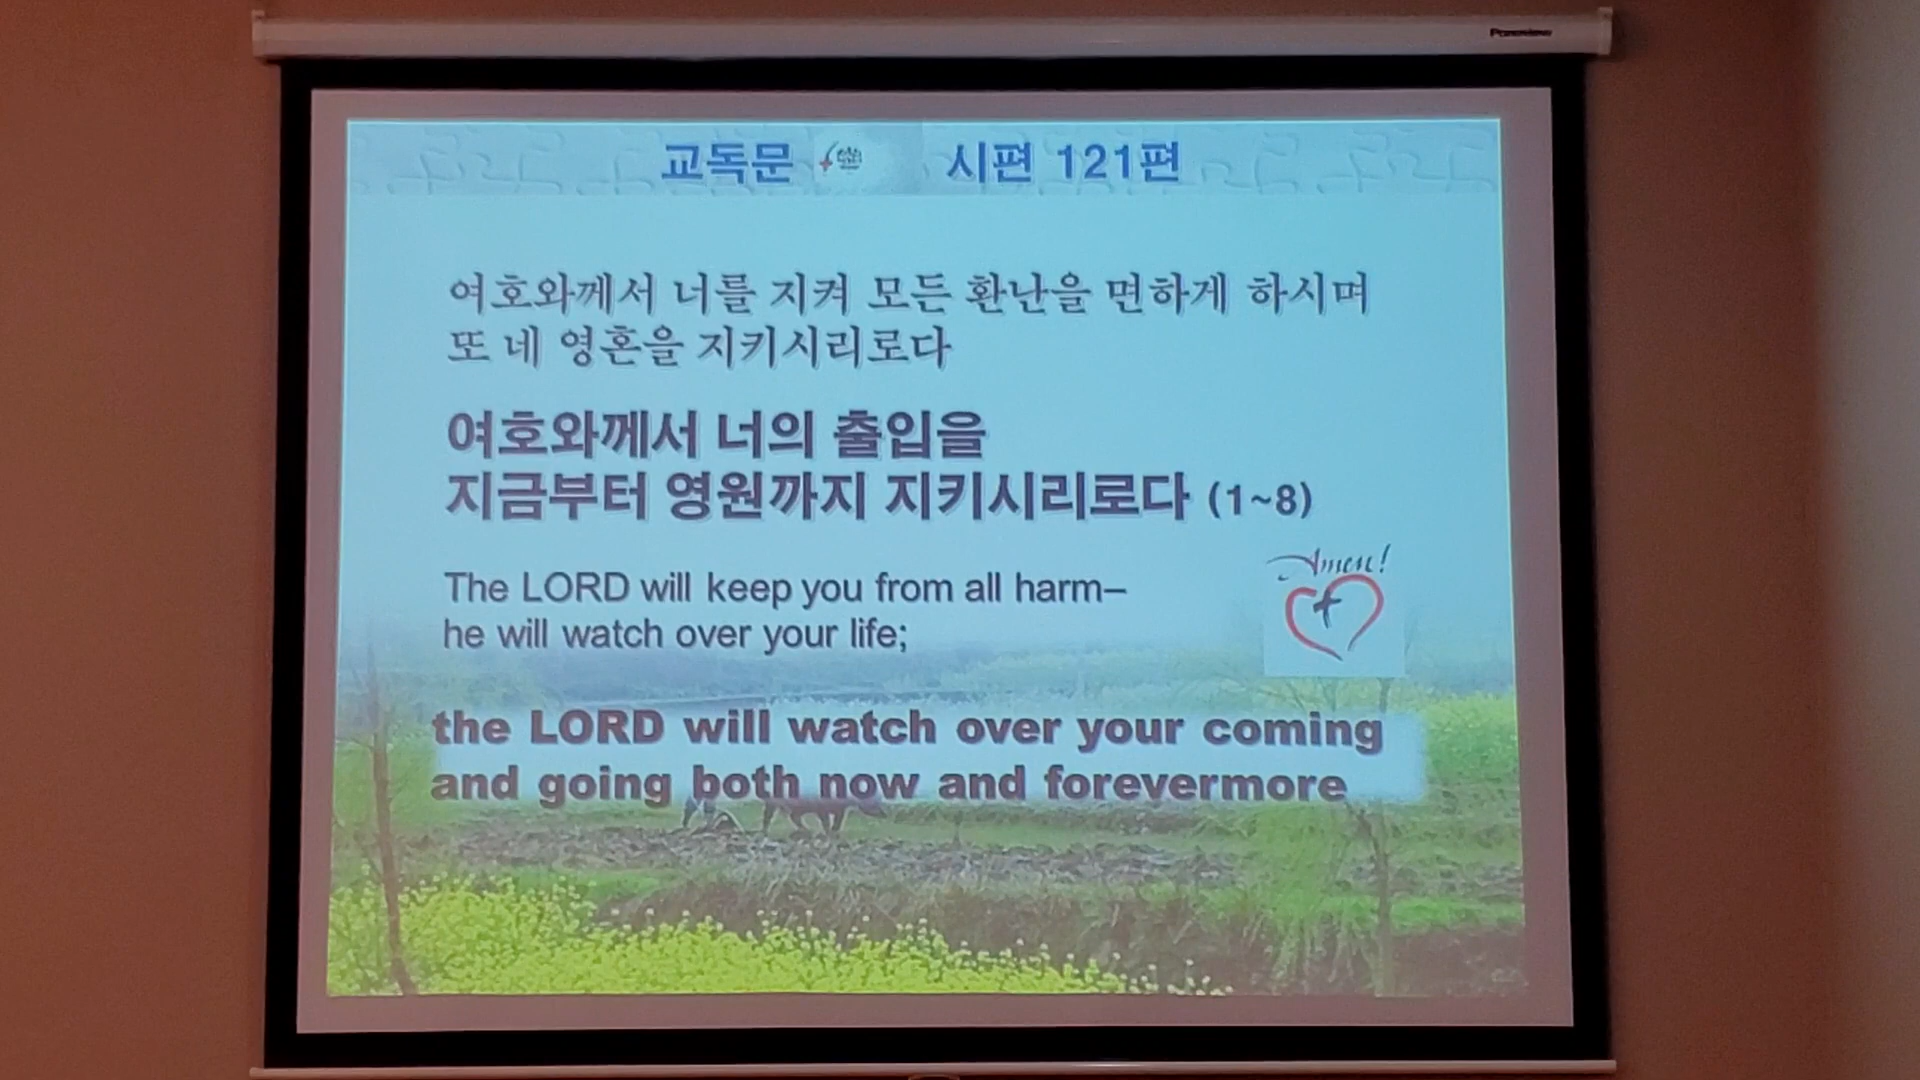 Panoview
교독문 시편 121편
여호와께서 너를 지켜 모든 환난을 면하게 하시며
또 네 영혼을 지키시리로다
여호와께서 너의 출입을
지금부터 영원까지 지키시리로다 (1~8)
Amen!
The LORD will keep you from all harm–
he will watch over your life;
the LORD will watch over your coming
and going both now and forevermore